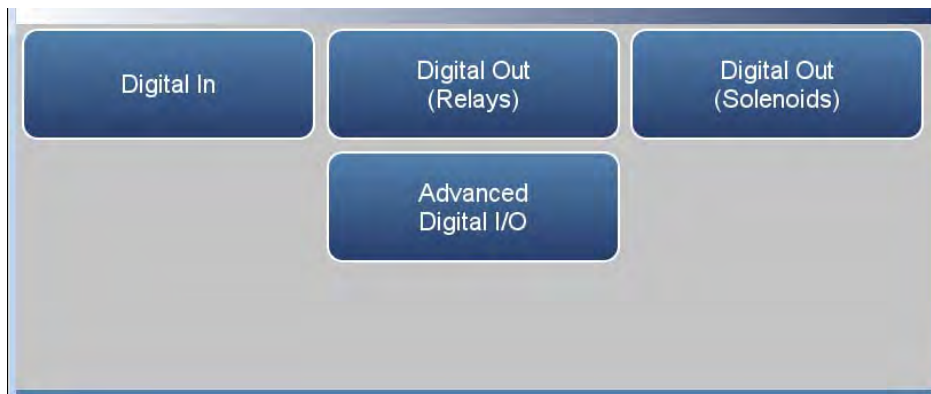 Digital In
Digital Out
(Relays)
Digital Out
(Solenoids)
Advanced
Digital I/O